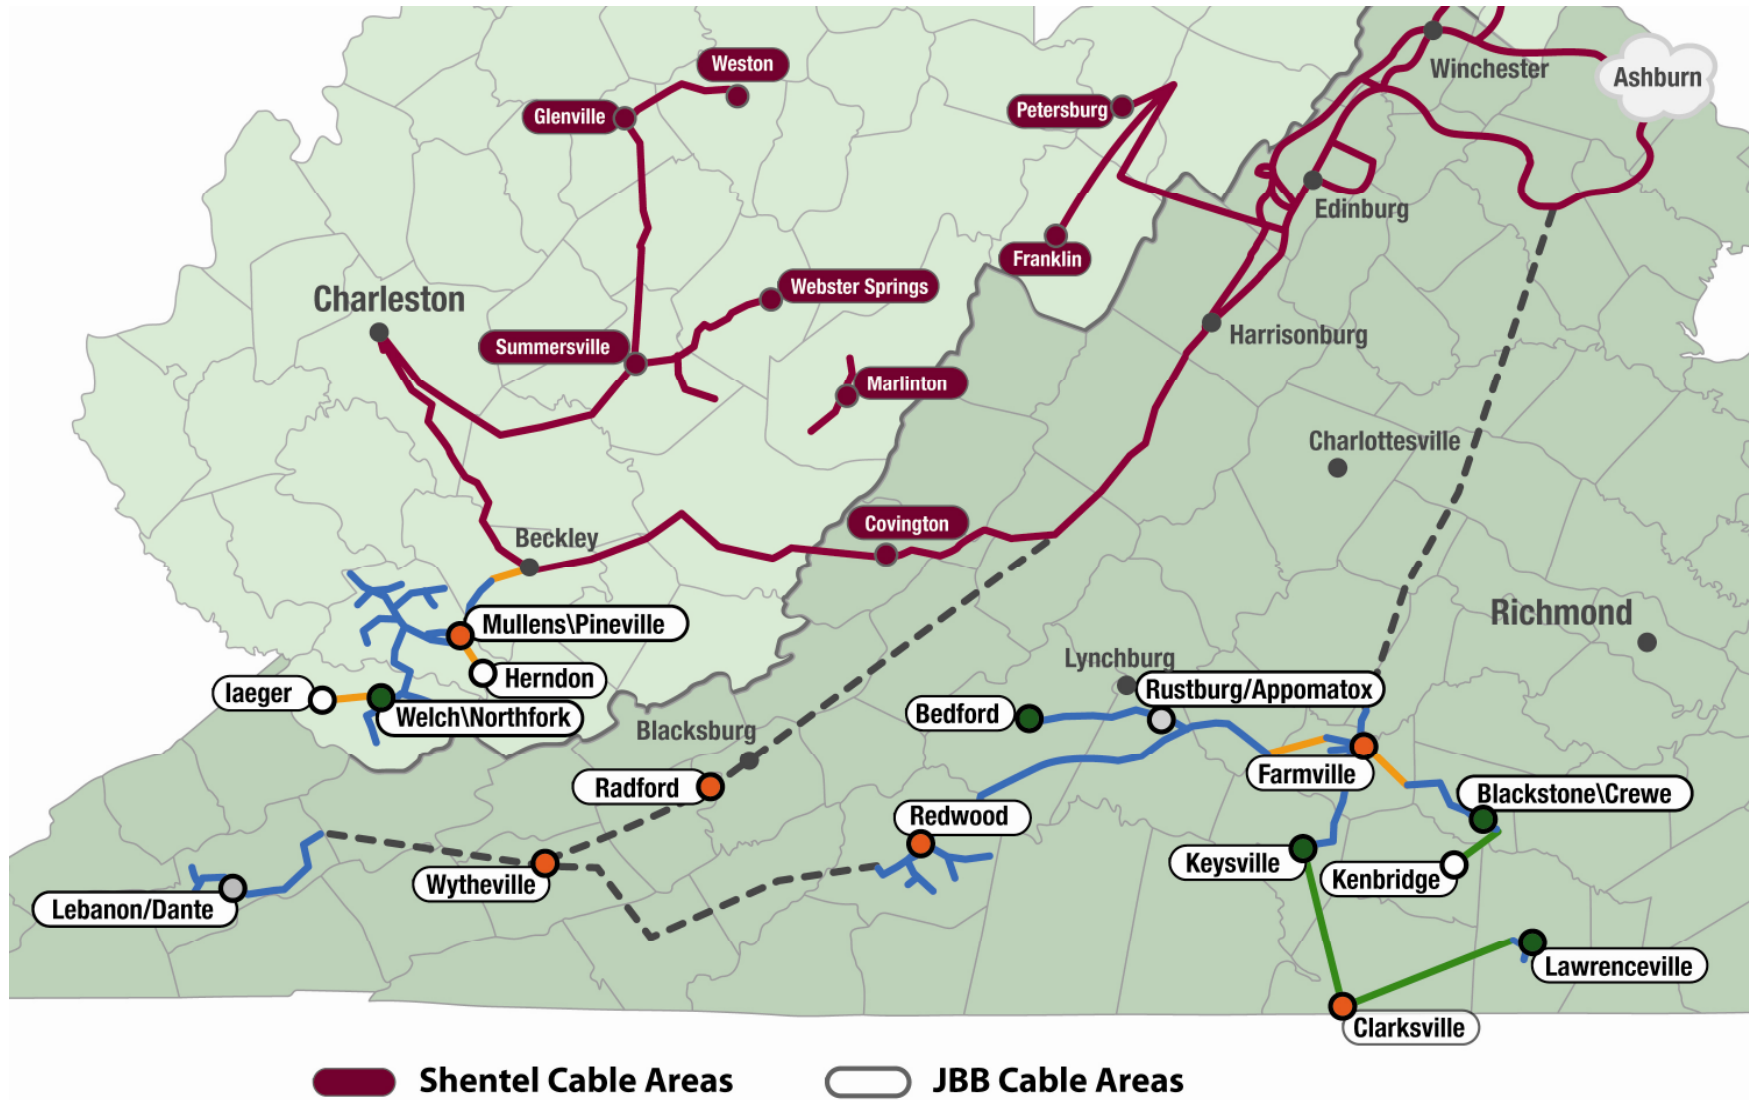 Weston
Winchester
Ashburn
Glenville
Petersburg
Edinburg
Franklin
Charleston
Webster Springs
Summersville
Harrisonburg
Marlinton
Charlottesville
Covington
Beckley
Mullens\Pineville
Richmond
Lynchburg
Herndon
Iaeger
Rustburg/Appomatox
Welch\Northfork
Bedford
Blacksburg
Farmville
Radford
Blackstone\Crewe
Redwood
Keysville
Kenbridge
Wytheville
Lebanon/Dante
Lawrenceville
Clarksville
Shentel Cable Areas
JBB Cable Areas